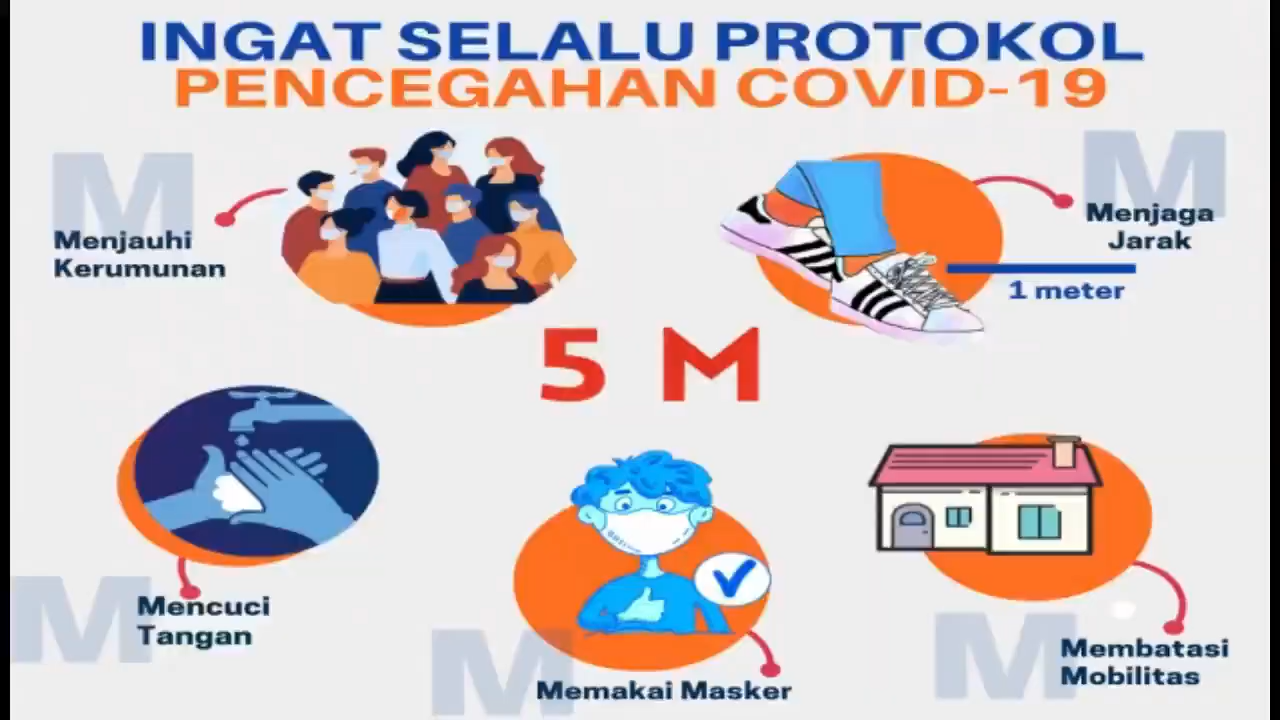 INGAT SELALU PROTOKOL
PENCEGAHAN COVID-19
M
Menjauhi
Kerumunan
M
Menjaga
Jarak
1 meter
5 M
M
Mencuci
Tangan
M
Memakai Masker
M
Membatasi
Mobilitas